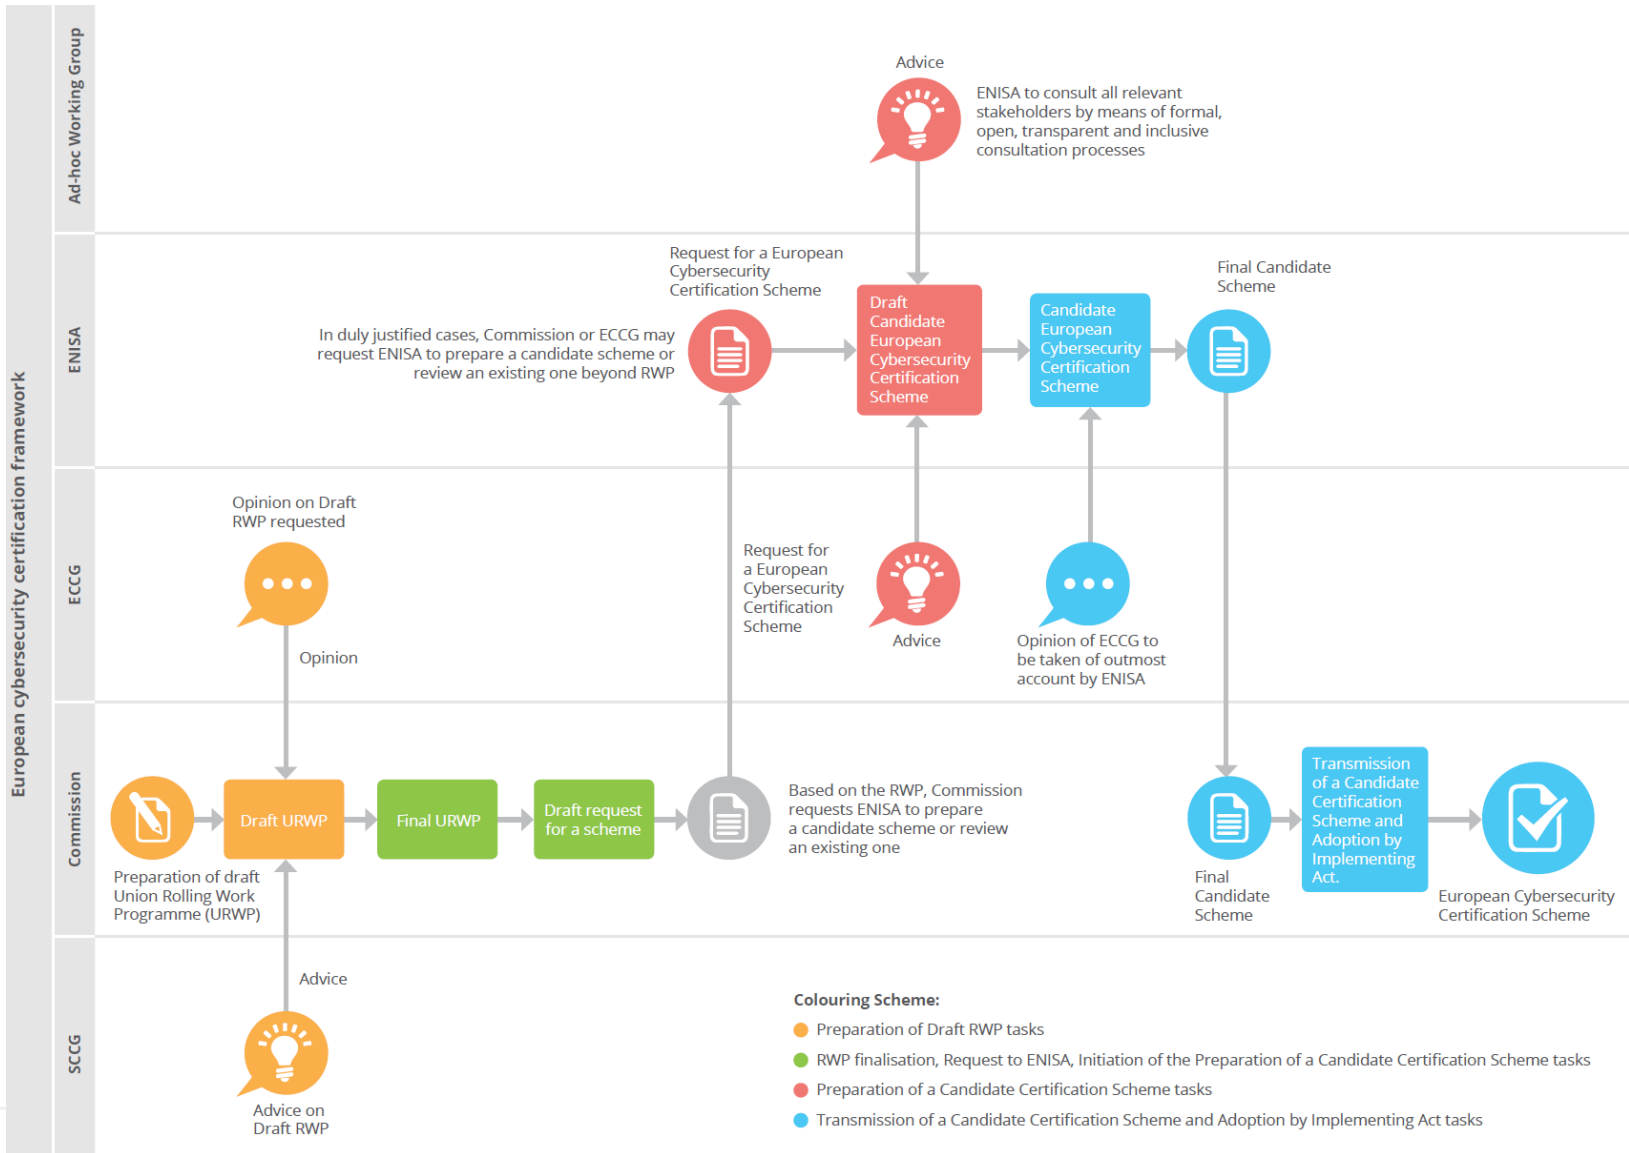 European cybersecurity certification framework
Ad-hoc Working Group
Advice
ENISA to consult all relevant
stakeholders by means of formal,
open, transparent and inclusive
consultation processes
ENISA
Request for a European
Cybersecurity
Certification Scheme
In duly justified cases, Commission or ECCG may
request ENISA to prepare a candidate scheme or
review an existing one beyond RWP
Draft
Candidate
European
Cybersecurity
Certification
Scheme
Candidate
European
Cybersecurity
Certification
Scheme
Final Candidate
Scheme
ECCG
Opinion on Draft
RWP requested
Opinion
Request for
a European
Cybersecurity
Certification
Scheme
Advice
Opinion of ECCG to
be taken of outmost
account by ENISA
Commission
Preparation of draft
Union Rolling Work
Programme (URWP)
Draft URWP
Final URWP
Draft request
for a scheme
Based on the RWP, Commission
requests ENISA to prepare
a candidate scheme or review
an existing one
Final
Candidate
Scheme
Transmission
of a Candidate
Certification
Scheme and
Adoption by
Implementing
Act.
European Cybersecurity
Certification Scheme
SCCG
Advice
Advice on
Draft RWP
Colouring Scheme:
Preparation of Draft RWP tasks
RWP finalisation, Request to ENISA, Initiation of the Preparation of a Candidate Certification Scheme tasks
Preparation of a Candidate Certification Scheme tasks
Transmission of a Candidate Certification Scheme and Adoption by Implementing Act tasks